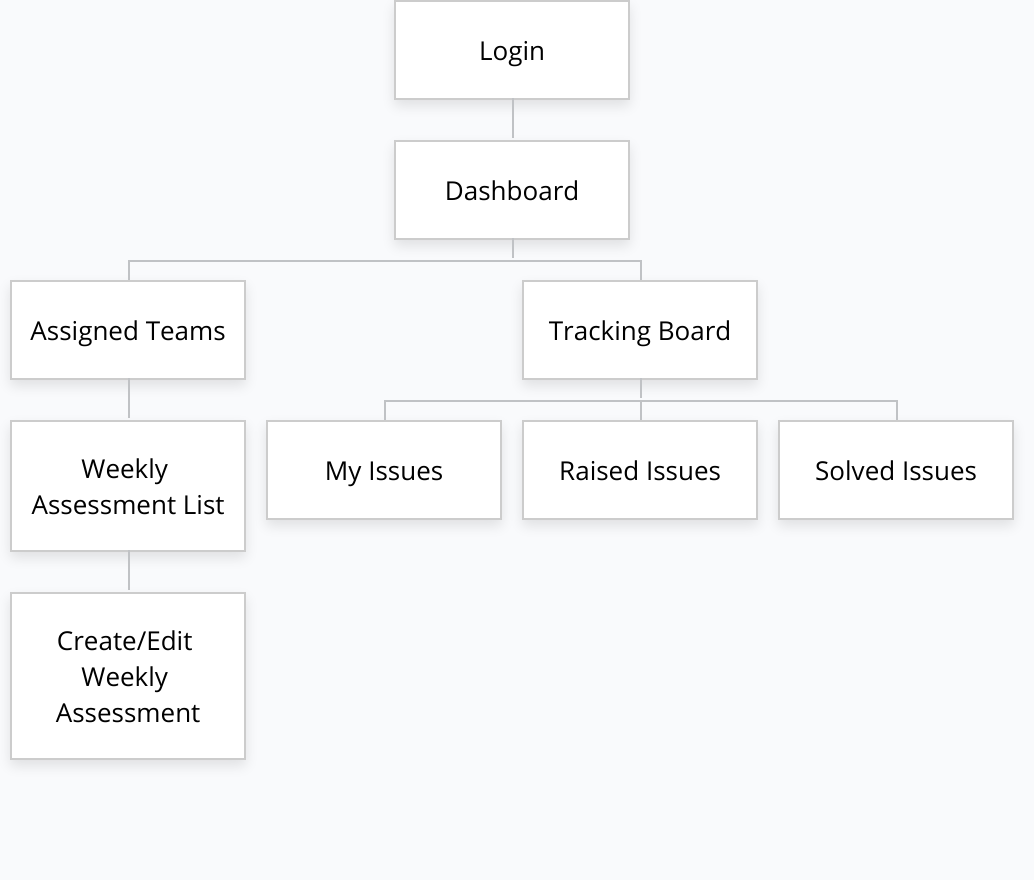 Login
Dashboard
Assigned Teams
Tracking Board
Weekly
Assessment List
My Issues
Raised Issues
Solved Issues
Create/Edit
Weekly
Assessment